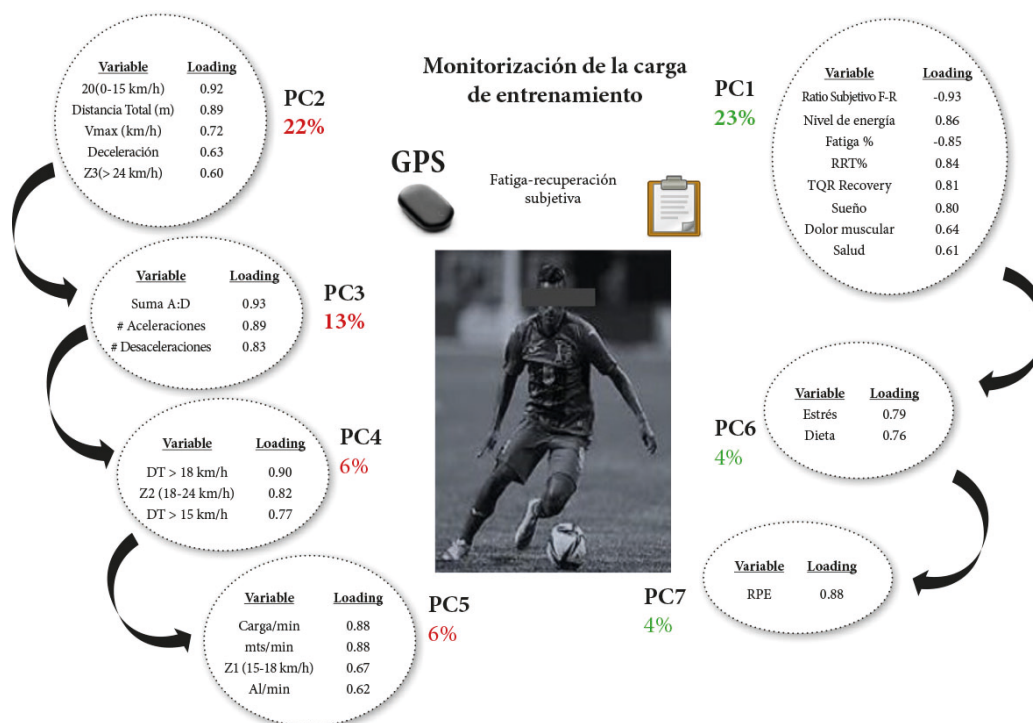 Monitorización de la carga
de entrenamiento
GPS
Fatiga-recuperación
subjetiva
PC2
22%
Variable Loading
20(0-15 km/h) 0.92
Distancia Total (m) 0.89
Vmax (km/h) 0.72
Deceleración 0.63
Z3(> 24 km/h) 0.60
PC3
13%
Variable Loading
Suma A:D 0.93
# Aceleraciones 0.89
# Desaceleraciones 0.83
PC4
6%
Variable Loading
DT > 18 km/h 0.90
Z2 (18-24 km/h) 0.82
DT > 15 km/h 0.77
PC5
6%
Variable Loading
Carga/min 0.88
mts/min 0.88
Z1 (15-18 km/h) 0.67
Al/min 0.62
PC1
23%
Variable Loading
Ratio Subjetivo F-R -0.93
Nivel de energía 0.86
Fatiga % -0.85
RRT% 0.84
TQR Recovery 0.81
Sueño 0.80
Dolor muscular 0.64
Salud 0.61
PC6
4%
Variable Loading
Estrés 0.79
Dieta 0.76
PC7
4%
Variable Loading
RPE 0.88